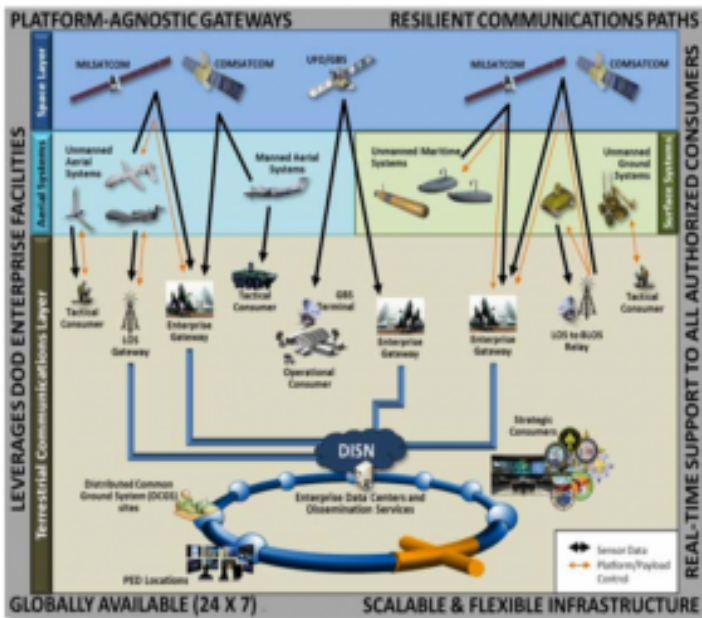 PLATFORM-AGNOSTIC GATEWAYS
RESILIENT COMMUNICATIONS PATHS
LEVERAGES DOD ENTERPRISE FACILITIES
REAL-TIME SUPPORT TO ALL AUTHORIZED CONSUMERS
Space Layer
MILSATCOM
COMSATCOM
UFO/GBS
MILSATCOM
COMSATCOM
Aerial Systems
Unmanned
Aerial
Systems
Manned Aerial
Systems
Unmanned Maritime
Systems
Unmanned
Ground
Systems
Surface Systems
Terrestrial Communications Layer
Tactical
Consumer
LOS
Gateway
Enterprise
Gateway
Tactical
Consumer
GBS
Terminal
Operational
Consumer
Enterprise
Gateway
Enterprise
Gateway
LOS to BLOS
Relay
Tactical
Consumer
DISN
Strategic
Consumers
Distributed Common
Ground System (DCGS)
sites
Enterprise Data Centers and
Dissemination Services
PED Locations
Sensor Data
Platform/Payload
Control
GLOBALLY AVAILABLE (24 X 7)
SCALABLE & FLEXIBLE INFRASTRUCTURE